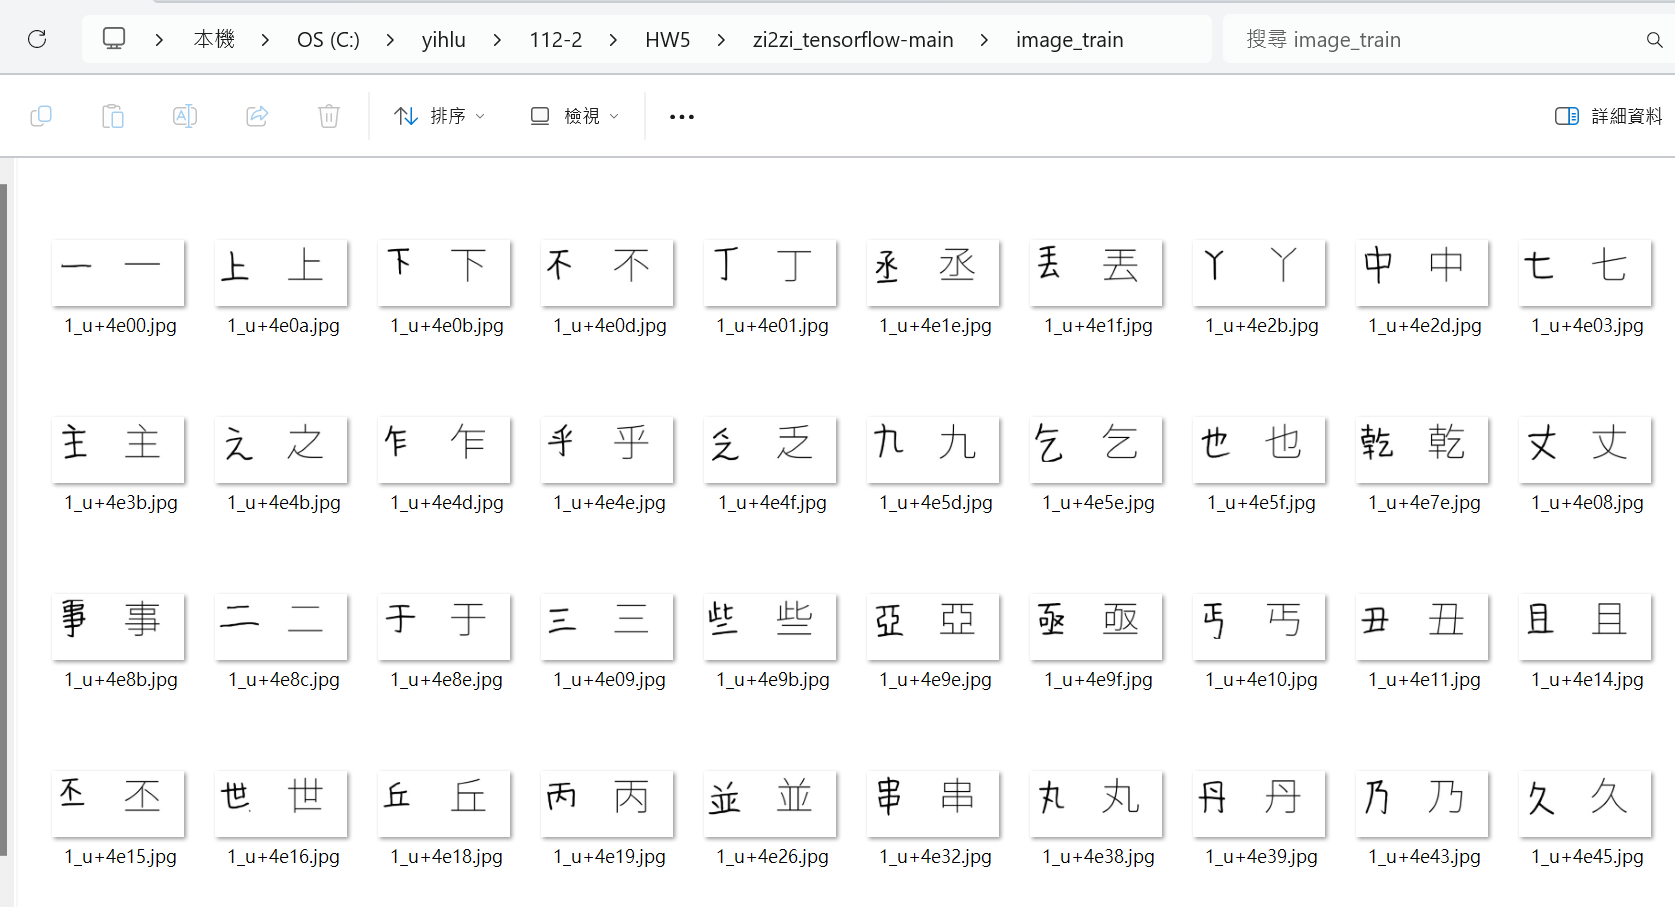 本機 > OS (C:) > yihlu > 112-2 > HW5 > zi2zi_tensorflow-main > image_train 搜尋 image_train
排序 檢視 ••• 詳細資料
一 一 上 上 下 下 不 不 丁 丁 丞 丞 丟 丟 丫 丫 中 中 七 七
1_u+4e00.jpg 1_u+4e0a.jpg 1_u+4e0b.jpg 1_u+4e0d.jpg 1_u+4e01.jpg 1_u+4e1e.jpg 1_u+4e1f.jpg 1_u+4e2b.jpg 1_u+4e2d.jpg 1_u+4e03.jpg
主 主 之 之 乍 乍 乎 乎 乏 乏 九 九 乞 乞 也 也 乾 乾 丈 丈
1_u+4e3b.jpg 1_u+4e4b.jpg 1_u+4e4d.jpg 1_u+4e4e.jpg 1_u+4e4f.jpg 1_u+4e5d.jpg 1_u+4e5e.jpg 1_u+4e5f.jpg 1_u+4e7e.jpg 1_u+4e08.jpg
事 事 二 二 于 于 三 三 些 些 亞 亞 亟 亟 丐 丐 丑 丑 且 且
1_u+4e8b.jpg 1_u+4e8c.jpg 1_u+4e8e.jpg 1_u+4e09.jpg 1_u+4e9b.jpg 1_u+4e9e.jpg 1_u+4e9f.jpg 1_u+4e10.jpg 1_u+4e11.jpg 1_u+4e14.jpg
丕 丕 世 世 丘 丘 丙 丙 並 並 串 串 丸 丸 丹 丹 乃 乃 久 久
1_u+4e15.jpg 1_u+4e16.jpg 1_u+4e18.jpg 1_u+4e19.jpg 1_u+4e26.jpg 1_u+4e32.jpg 1_u+4e38.jpg 1_u+4e39.jpg 1_u+4e43.jpg 1_u+4e45.jpg